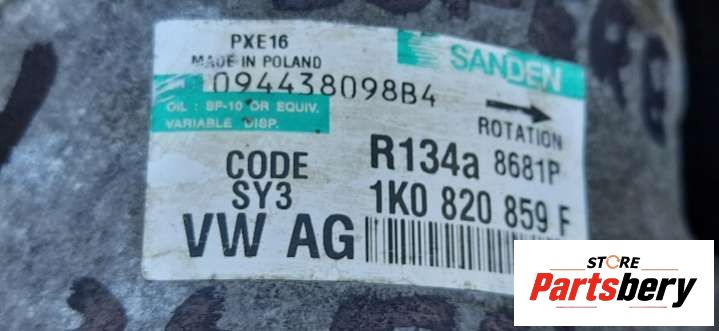 PXE16
MADE IN POLAND
SANDEN
094438098B4
OIL : SP-10 OR EQUIV.
VARIABLE DISP.
ROTATION
CODE
SY3
R134a 8681P
1K0 820 859 F
VW AG
STORE
Partsbery